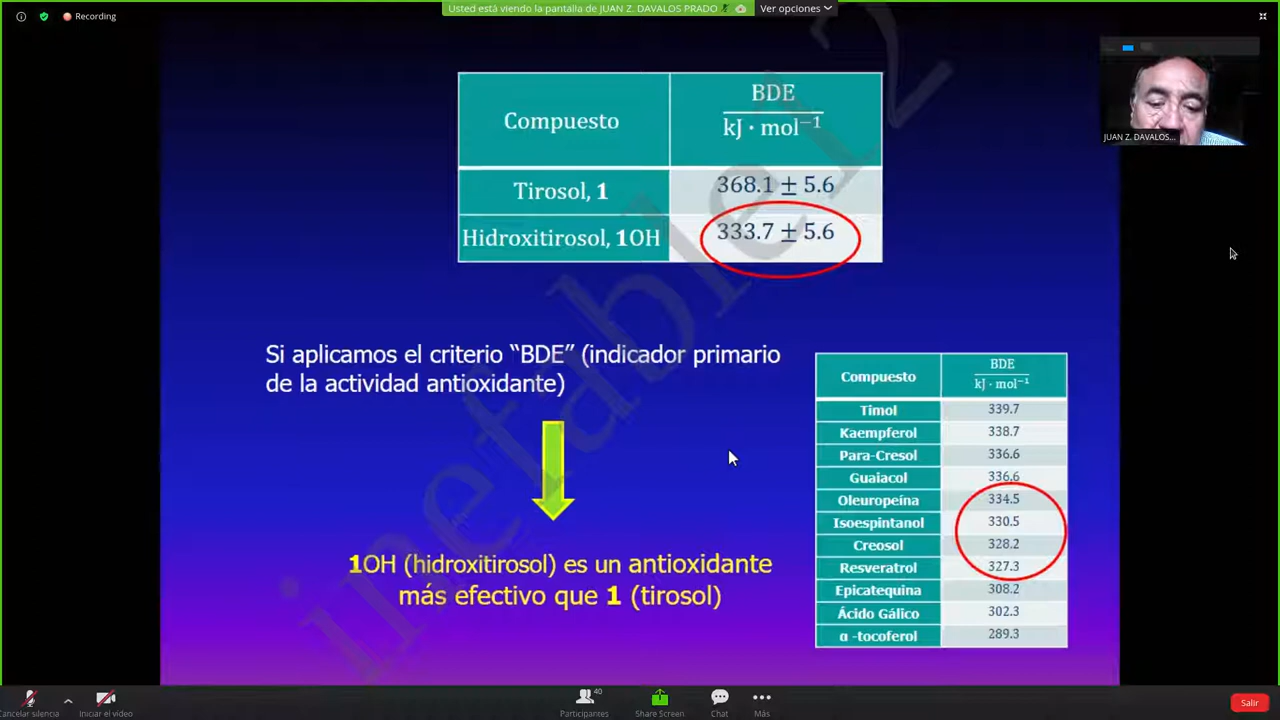 Usted está viendo la pantalla de JUAN Z. DAVALOS PRADO
Ver opciones
Recording
Compuesto
BDE
kJ · mol⁻¹
Tirosol, 1
368.1 ± 5.6
Hidroxitirosol, 1OH
333.7 ± 5.6
JUAN Z. DAVALOS...
Si aplicamos el criterio “BDE” (indicador primario
de la actividad antioxidante)
1OH (hidroxitirosol) es un antioxidante
más efectivo que 1 (tirosol)
Compuesto
BDE
kJ · mol⁻¹
Timol 339.7
Kaempferol 338.7
Para-Cresol 336.6
Guaiacol 336,6
Oleuropeína 334.5
Isoespintanol 330.5
Creosol 328.2
Resveratrol 327.3
Epicatequina 308.2
Ácido Gálico 302.3
α -tocoferol 289.3
inefable12
Cancelar silencia
Iniciar el video
Participantes
40
Share Screen
Chat
Más
Salir